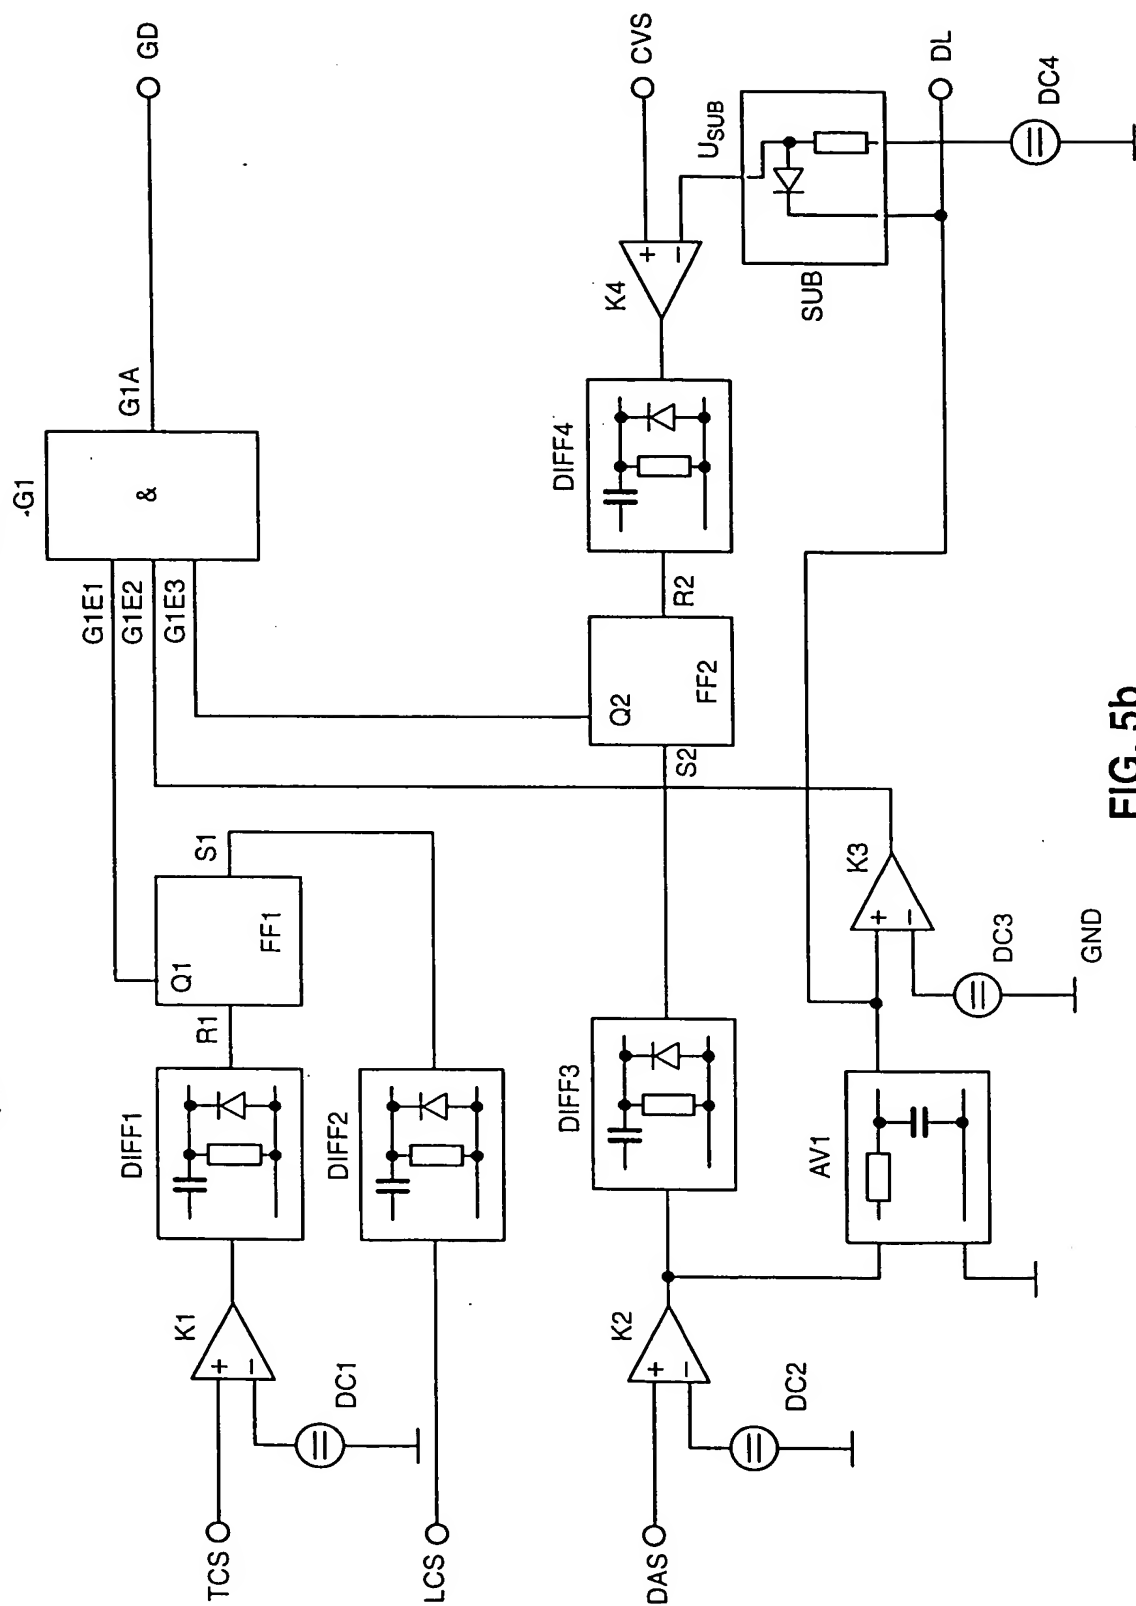 G1
&
G1E1
G1E2
G1E3
G1A
GD
TCS
K1
+
−
DC1
DIFF1
R1
Q1
FF1
S1
LCS
DIFF2
DAS
K2
+
−
DC2
DIFF3
S2
Q2
FF2
R2
DIFF4
K4
+
−
CVS
USUB
SUB
DL
DC4
AV1
K3
+
−
DC3
GND
FIG. 5b